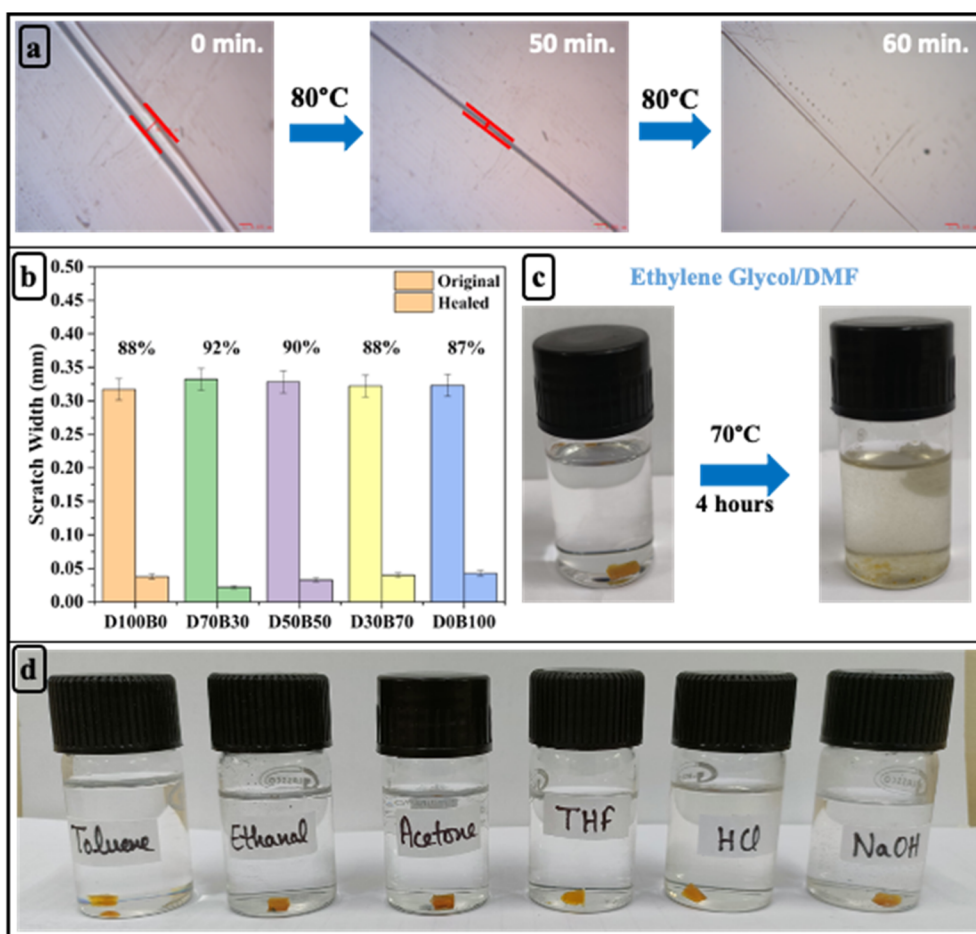 a
0 min.
80°C
50 min.
80°C
60 min.
b
0.50
0.45
0.40
0.35
0.30
0.25
0.20
0.15
0.10
0.05
0.00
Scratch Width (mm)
Original
Healed
88%
92%
90%
88%
87%
D100B0
D70B30
D50B50
D30B70
D0B100
c
Ethylene Glycol/DMF
70°C
4 hours
d
Toluene
Ethanal
Acetone
THF
HCl
NaOH